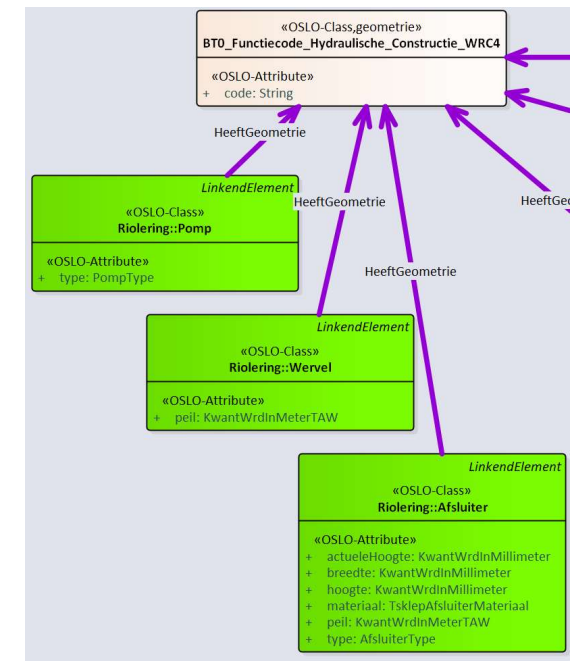 «OSLO-Class,geometrie»
BT0_Functiecode_Hydraulische_Constructie_WRC4
«OSLO-Attribute»
+ code: String
HeeftGeometrie
LinkendElement
«OSLO-Class»
Riolering::Pomp
«OSLO-Attribute»
+ type: PompType
HeeftGeometrie
HeeftGeo
HeeftGeometrie
LinkendElement
«OSLO-Class»
Riolering::Wervel
«OSLO-Attribute»
+ peil: KwantWrdInMeterTAW
LinkendElement
«OSLO-Class»
Riolering::Afsluiter
«OSLO-Attribute»
+ actueleHoogte: KwantWrdInMillimeter
+ breedte: KwantWrdInMillimeter
+ hoogte: KwantWrdInMillimeter
+ materiaal: TsklepAfsluiterMateriaal
+ peil: KwantWrdInMeterTAW
+ type: AfsluiterType